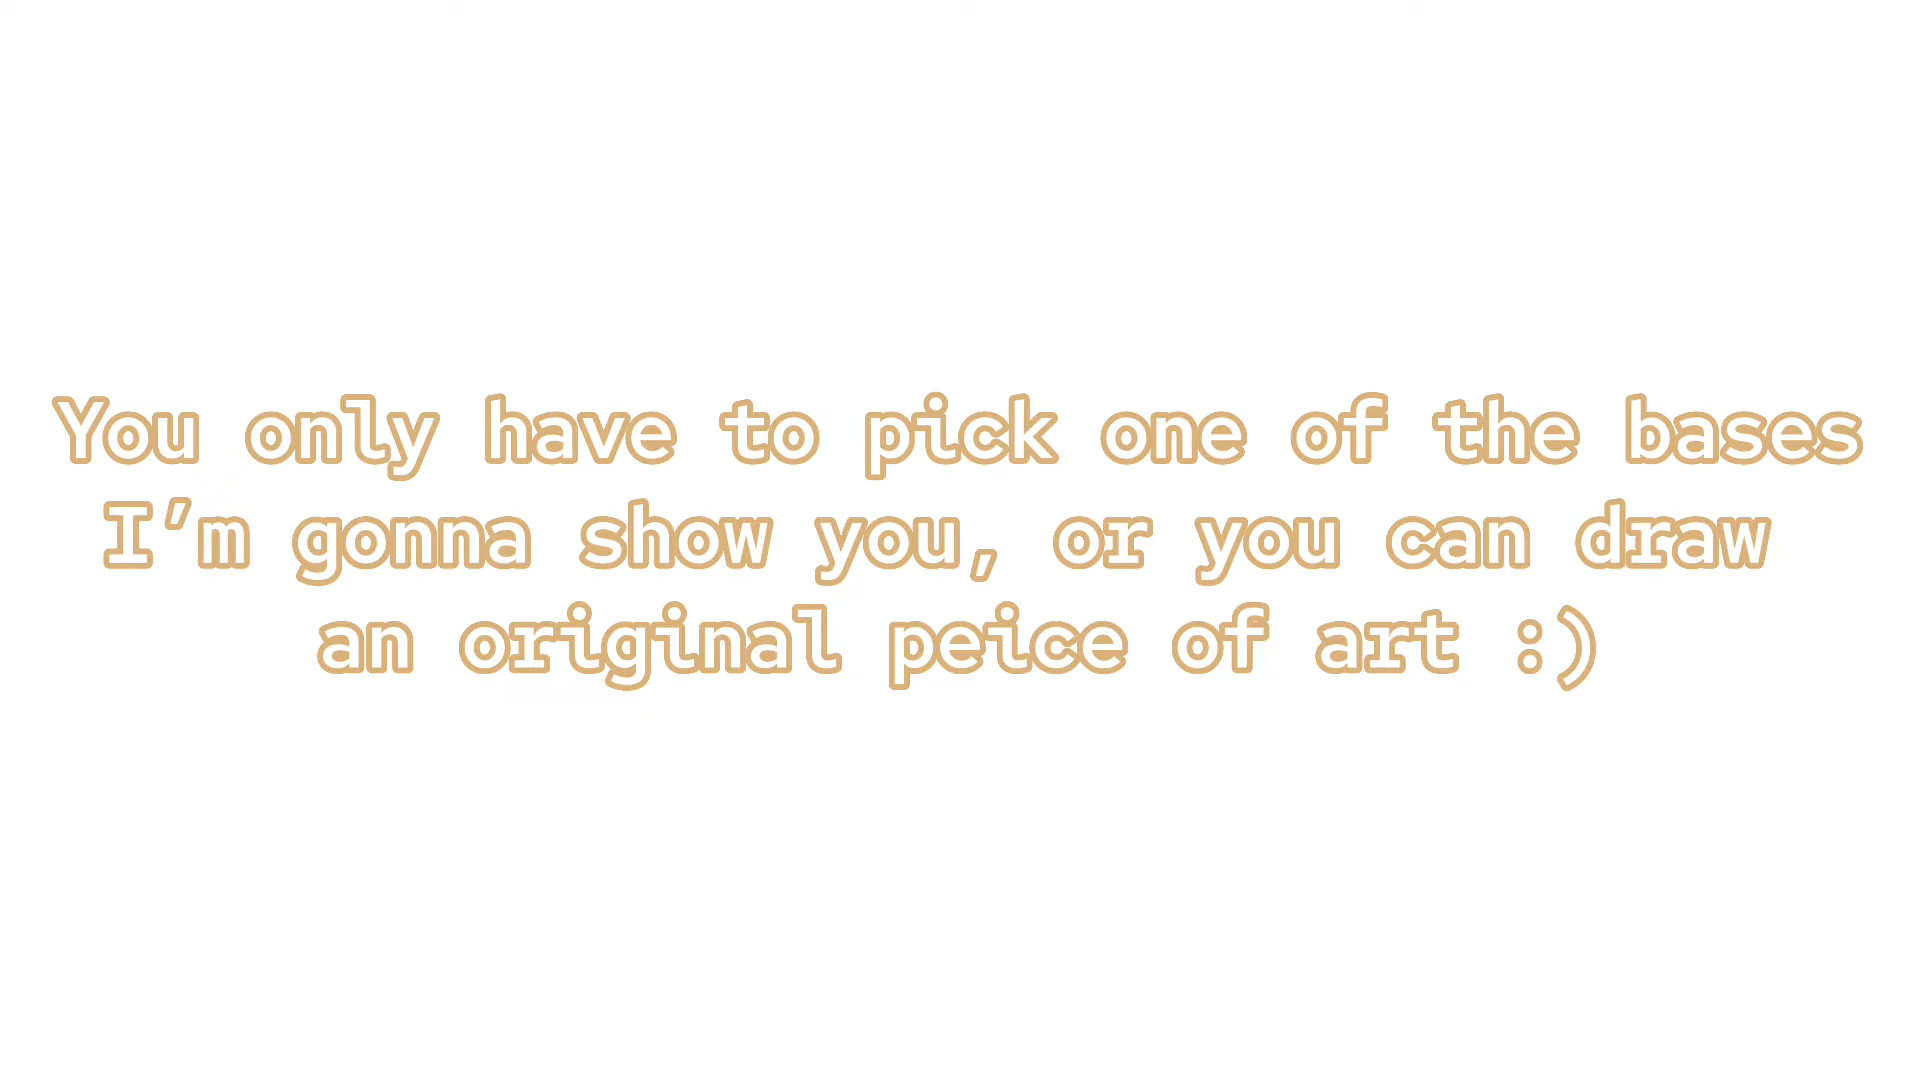 You only have to pick one of the bases
I’m gonna show you, or you can draw
an original peice of art :)